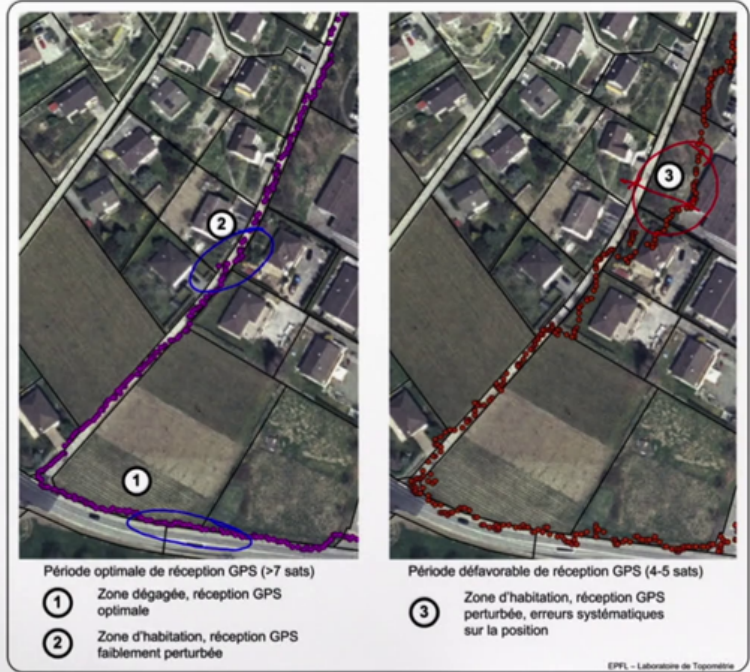 2
3
1
Période optimale de réception GPS (>7 sats)
1
Zone dégagée, réception GPS
optimale
2
Zone d'habitation, réception GPS
faiblement perturbée
Période défavorable de réception GPS (4-5 sats)
3
Zone d'habitation, réception GPS
perturbée, erreurs systématiques
sur la position
EPFL – Laboratoire de Topométrie